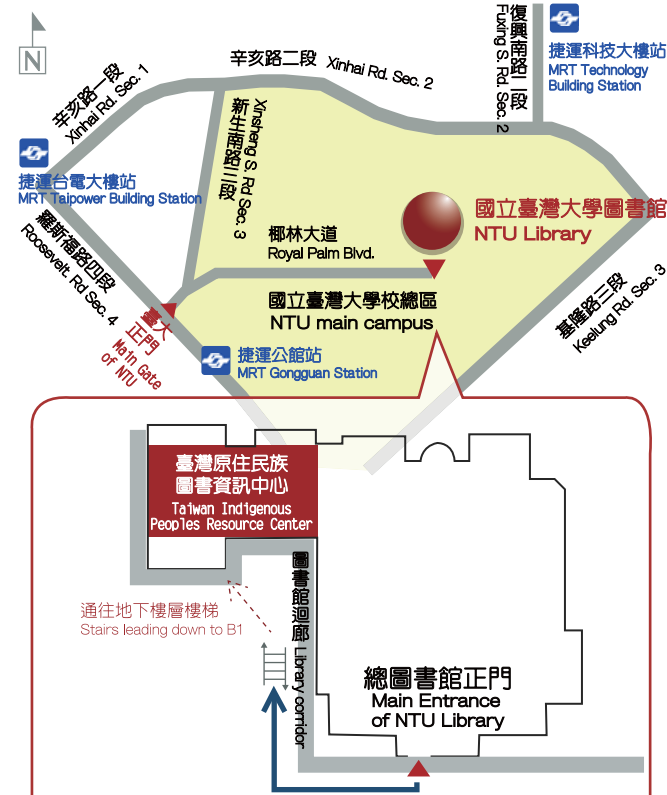 N
辛亥路一段
Xinhai Rd. Sec. 1
辛亥路二段 Xinhai Rd. Sec. 2
復興南路二段
Fuxing S. Rd. Sec. 2
捷運科技大樓站
MRT Technology
Building Station
新生南路三段
Xinsheng S. Rd Sec. 3
捷運台電大樓站
MRT Taipower Building Station
羅斯福路四段
Roosevelt. Rd Sec. 4
國立臺灣大學圖書館
NTU Library
椰林大道
Royal Palm Blvd.
國立臺灣大學校總區
NTU main campus
基隆路三段
Keelung Rd. Sec. 3
臺大
正門
Main Gate
of NTU
捷運公館站
MRT Gongguan Station
臺灣原住民族
圖書資訊中心
Taiwan Indigenous
Peoples Resource Center
通往地下樓層樓梯
Stairs leading down to B1
圖書館迴廊 Library corridor
總圖書館正門
Main Entrance
of NTU Library